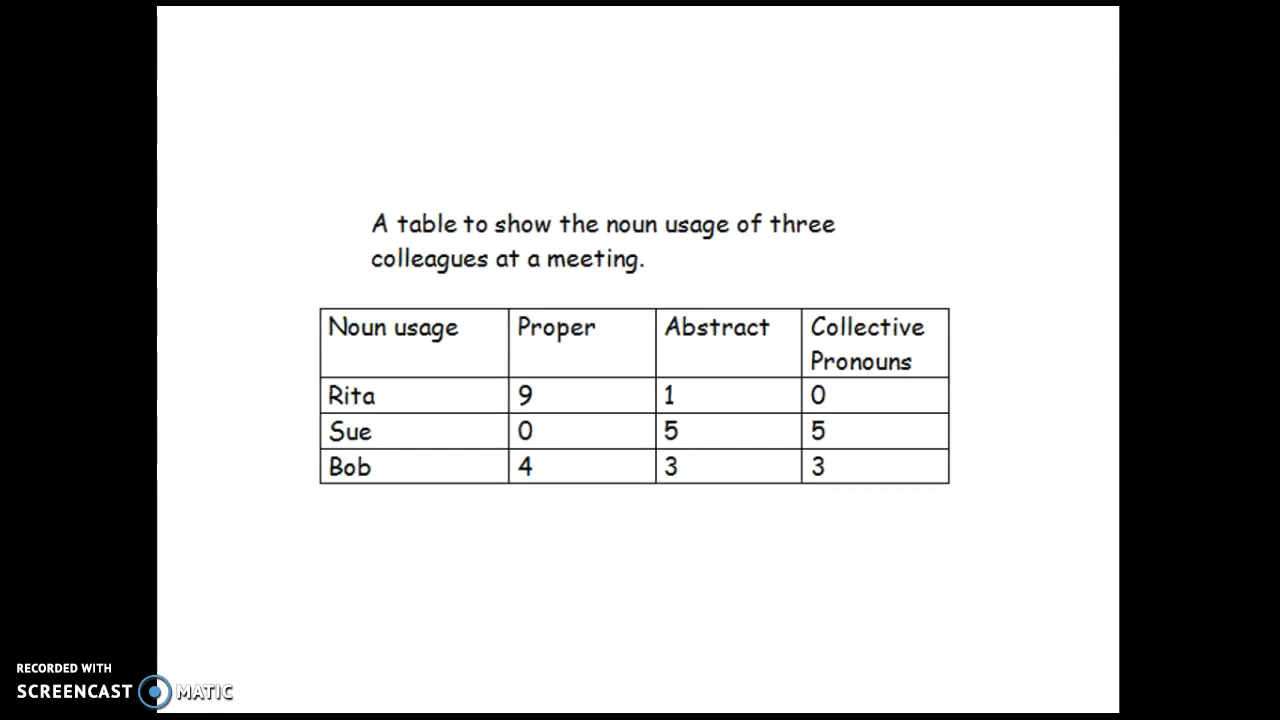 A table to show the noun usage of three
colleagues at a meeting.
Noun usage Proper Abstract Collective
Pronouns
Rita 9 1 0
Sue 0 5 5
Bob 4 3 3
RECORDED WITH
SCREENCAST MATIC